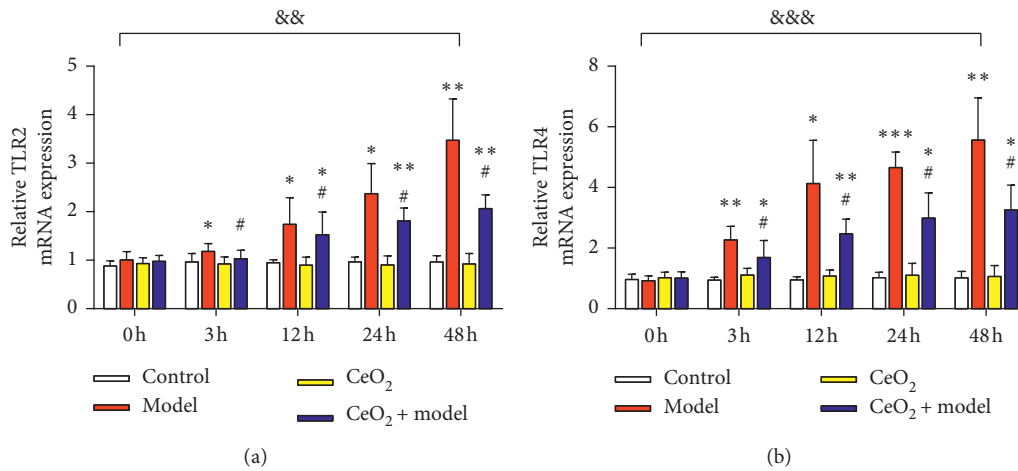 &&
5
4
3
2
1
0
Relative TLR2
mRNA expression
*
#
*
*
#
*
**
#
**
**
#
0 h
3 h
12 h
24 h
48 h
Control
Model
CeO₂
CeO₂ + model
(a)
&&&
8
6
4
2
0
Relative TLR4
mRNA expression
**
*
#
*
**
#
***
*
#
**
*
#
0 h
3 h
12 h
24 h
48 h
Control
Model
CeO₂
CeO₂ + model
(b)